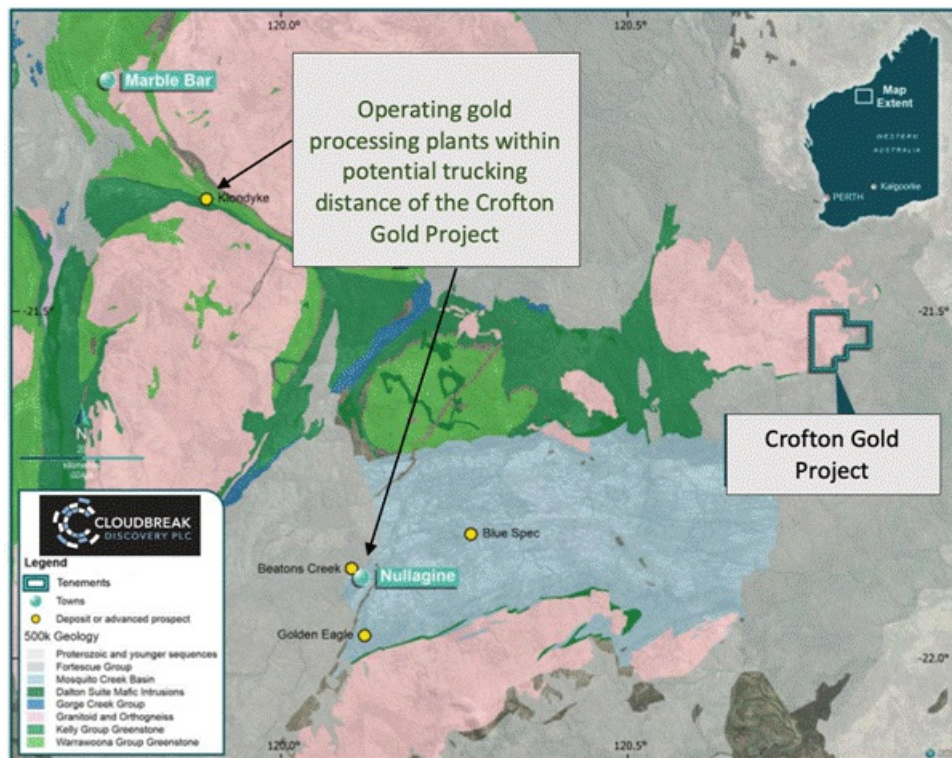 120.0
120.5
Marble Bar
Operating gold
processing plants within
potential trucking
distance of the Crofton
Gold Project
Map
Extent
WESTERN
AUSTRALIA
Kalgoorlie
PERTH
Klondyke
-21.5
-21.5
Crofton Gold
Project
N
CLOUDBREAK
DISCOVERY PLC
Blue Spec
Beatons Creek
Nullagine
Golden Eagle
Legend
Tenements
Towns
Deposit or advanced prospect
500k Geology
Proterozoic and younger sequences
Fortescue Group
Mosquito Creek Basin
Dalton Suite Mafic Intrusions
Gorge Creek Group
Granitoid and Orthogneiss
Kelly Group Greenstone
Warrawoona Group Greenstone
-22.0
-22.0
120.0
120.5